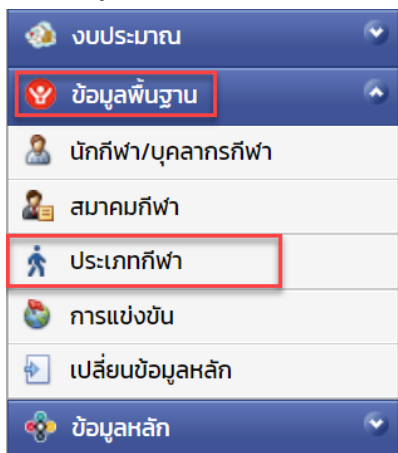 งบประมาณ
ข้อมูลพื้นฐาน
นักกีฬา/บุคลากรกีฬา
สมาคมกีฬา
ประเภทกีฬา
การแข่งขัน
เปลี่ยนข้อมูลหลัก
ข้อมูลหลัก